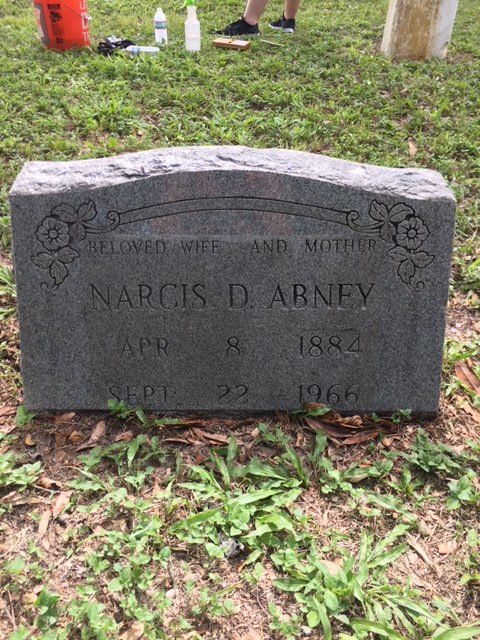 BELOVED WIFE AND MOTHER
NARCIS D. ABNEY
APR 8 1884
SEPT 22 1966